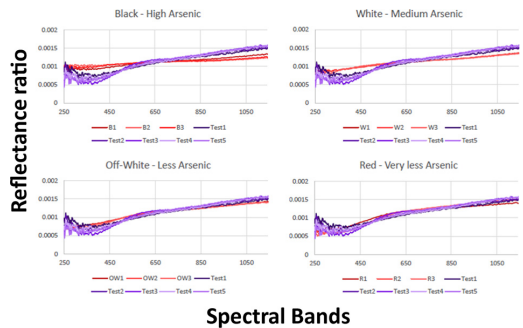 Black - High Arsenic
0.002
0.0015
0.001
0.0005
0
250 450 650 850 1050
B1 B2 B3 Test1
Test2 Test3 Test4 Test5
White - Medium Arsenic
0.002
0.0015
0.001
0.0005
0
250 450 650 850 1050
W1 W2 W3 Test1
Test2 Test3 Test4 Test5
Off-White - Less Arsenic
0.002
0.0015
0.001
0.0005
0
250 450 650 850 1050
OW1 OW2 OW3 Test1
Test2 Test3 Test4 Test5
Red - Very less Arsenic
0.002
0.0015
0.001
0.0005
0
250 450 650 850 1050
R1 R2 R3 Test1
Test2 Test3 Test4 Test5
Reflectance ratio
Spectral Bands